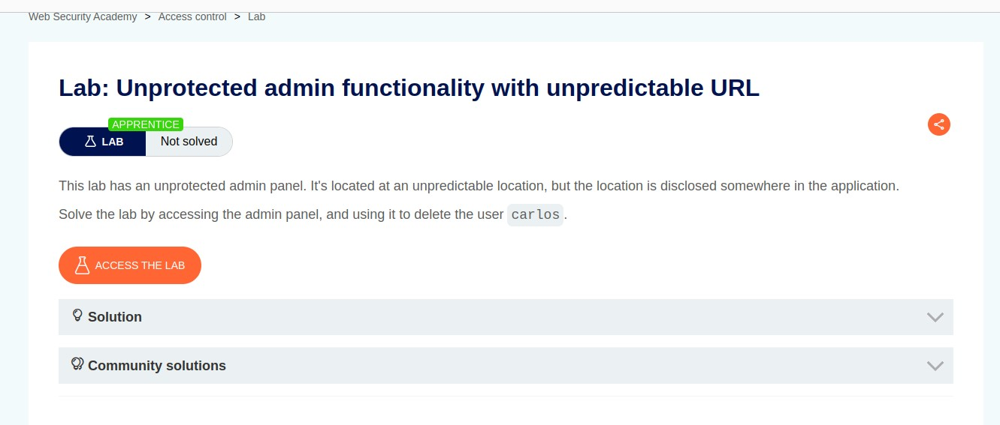 Web Security Academy > Access control > Lab
Lab: Unprotected admin functionality with unpredictable URL
APPRENTICE
LAB Not solved
This lab has an unprotected admin panel. It's located at an unpredictable location, but the location is disclosed somewhere in the application.
Solve the lab by accessing the admin panel, and using it to delete the user carlos.
ACCESS THE LAB
Solution
Community solutions